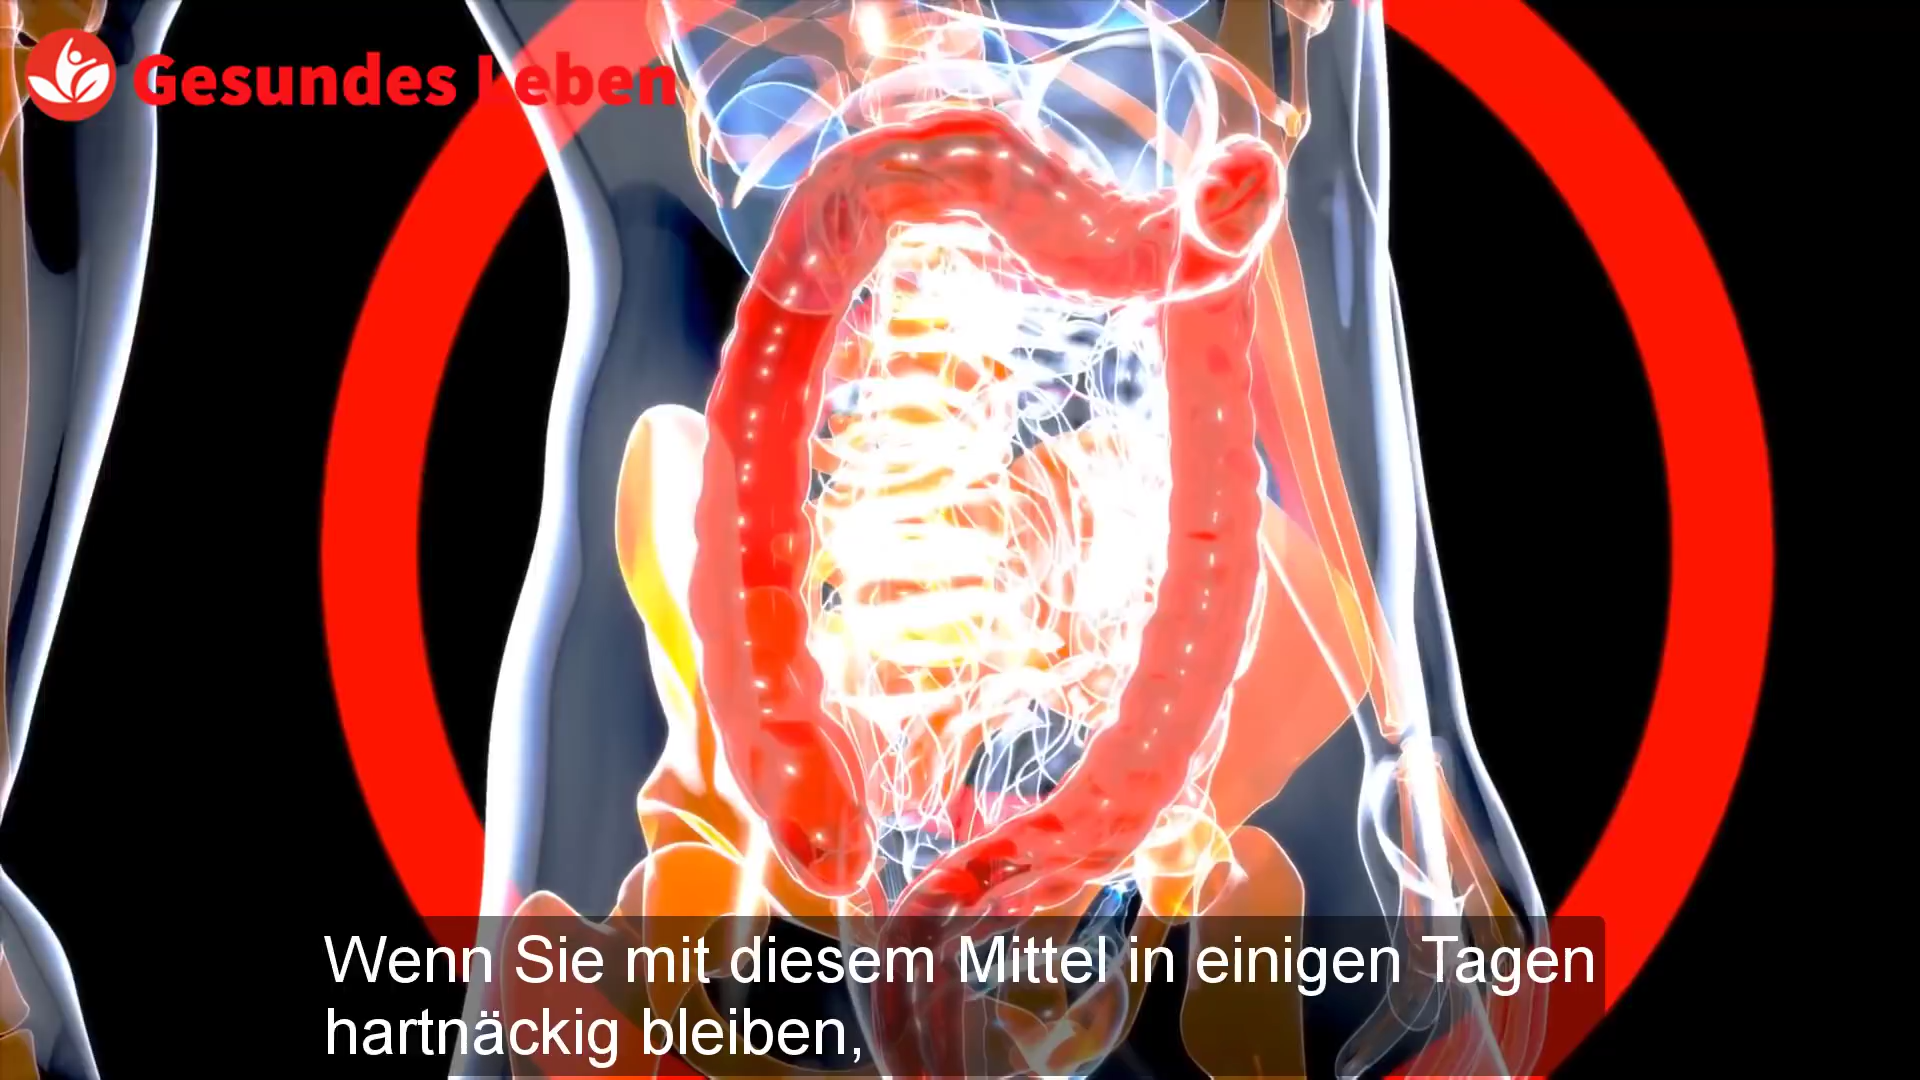 Gesundes Leben
Wenn Sie mit diesem Mittel in einigen Tagen
hartnäckig bleiben,